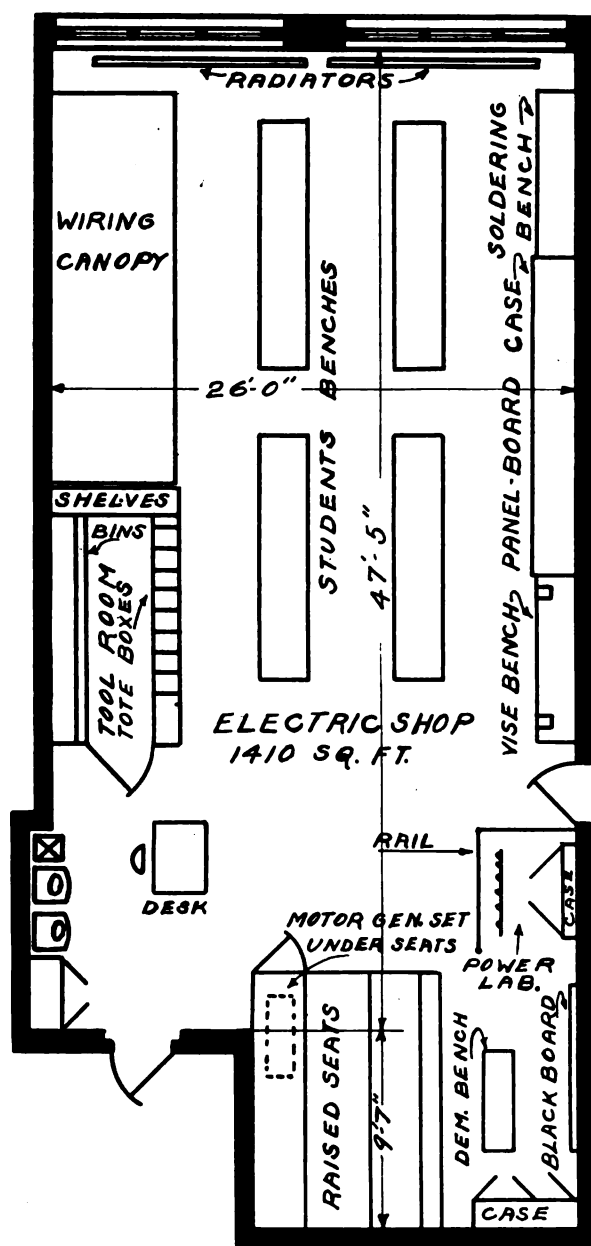 RADIATORS
WIRING
CANOPY
SOLDERING
BENCH
STUDENTS BENCHES
PANEL-BOARD CASE
26'-0"
47'-5"
SHELVES
BINS
TOOL ROOM
TOTE BOXES
VISE BENCH
ELECTRIC SHOP
1410 SQ. FT.
RAIL
CASE
DESK
MOTOR GEN. SET
UNDER SEATS
POWER
LAB.
RAISED SEATS
9'-7"
DEM. BENCH
BLACK BOARD
CASE